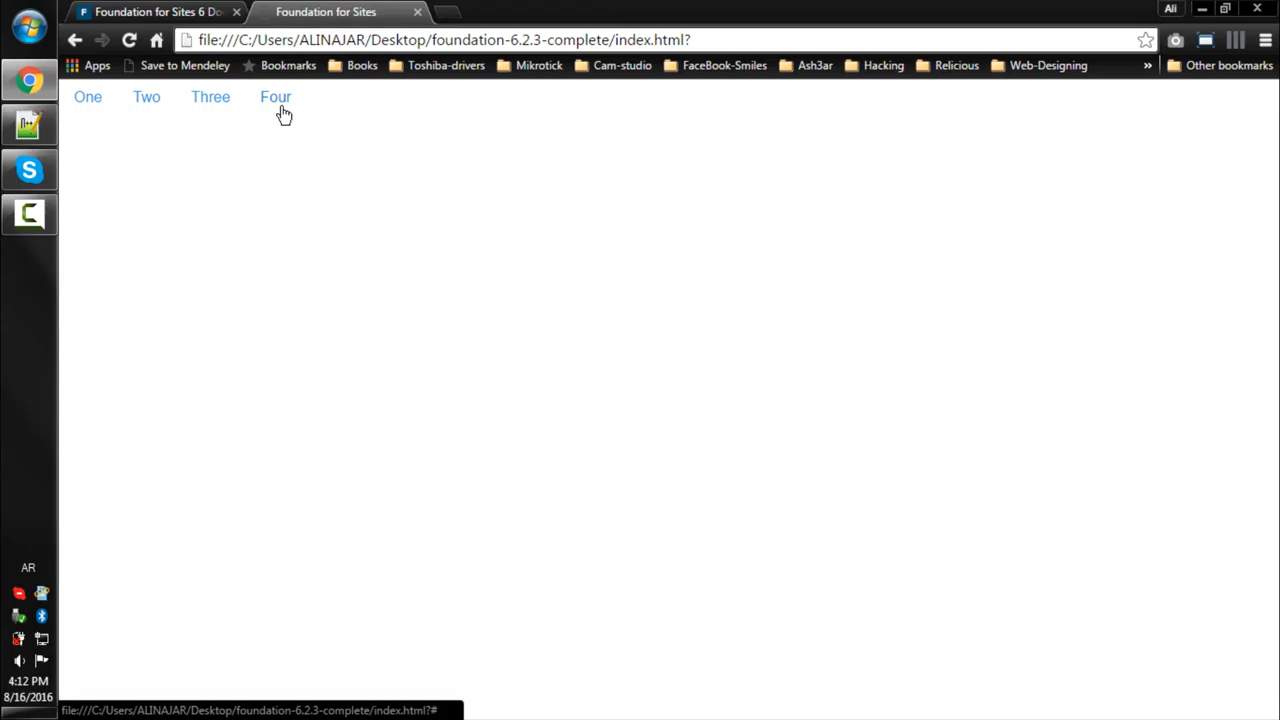 Foundation for Sites 6 Do
Foundation for Sites
Ali
file:///C:/Users/ALINAJAR/Desktop/foundation-6.2.3-complete/index.html?
Apps Save to Mendeley Bookmarks Books Toshiba-drivers Mikrotick Cam-studio FaceBook-Smiles Ash3ar Hacking Relicious Web-Designing » Other bookmarks
One Two Three Four
AR
4:12 PM
8/16/2016
file:///C:/Users/ALINAJAR/Desktop/foundation-6.2.3-complete/index.html?#